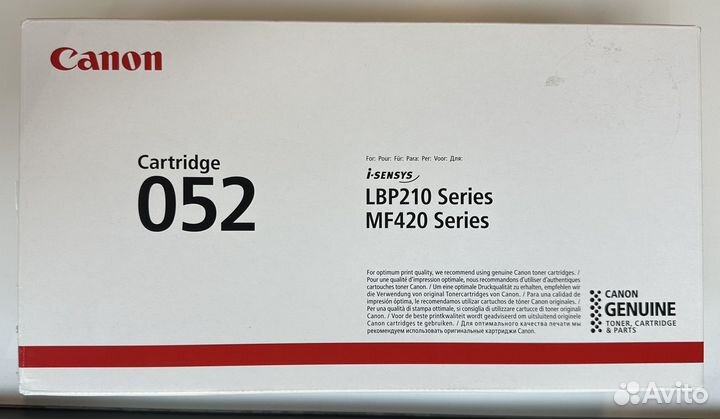 Canon
Cartridge
052
For: Pour: Für: Para: Per: Voor: Для:
i-SENSYS
LBP210 Series
MF420 Series
For optimum print quality, we recommend using genuine Canon toner cartridges. /
Pour une qualité d'impression optimale, nous recommandons d'utiliser d'authentiques
cartouches toner Canon. / Um eine optimale Druckqualität zu erhalten, empfehlen wir
die Verwendung von original Tonercartridges von Canon. / Para una calidad de
impresión óptima, le recomendamos utilizar cartuchos de tóner Canon originales. /
Per una qualità di stampa ottimale, si consiglia di utilizzare cartucce di toner originali
Canon. / Voor de beste printkwaliteit wordt geadviseerd om uitsluitend originele
Canon cartridges te gebruiken. / Для оптимального качества печати мы
рекомендуем использовать оригинальные картриджи Canon.
CANON
GENUINE
TONER, CARTRIDGE
& PARTS
Avito